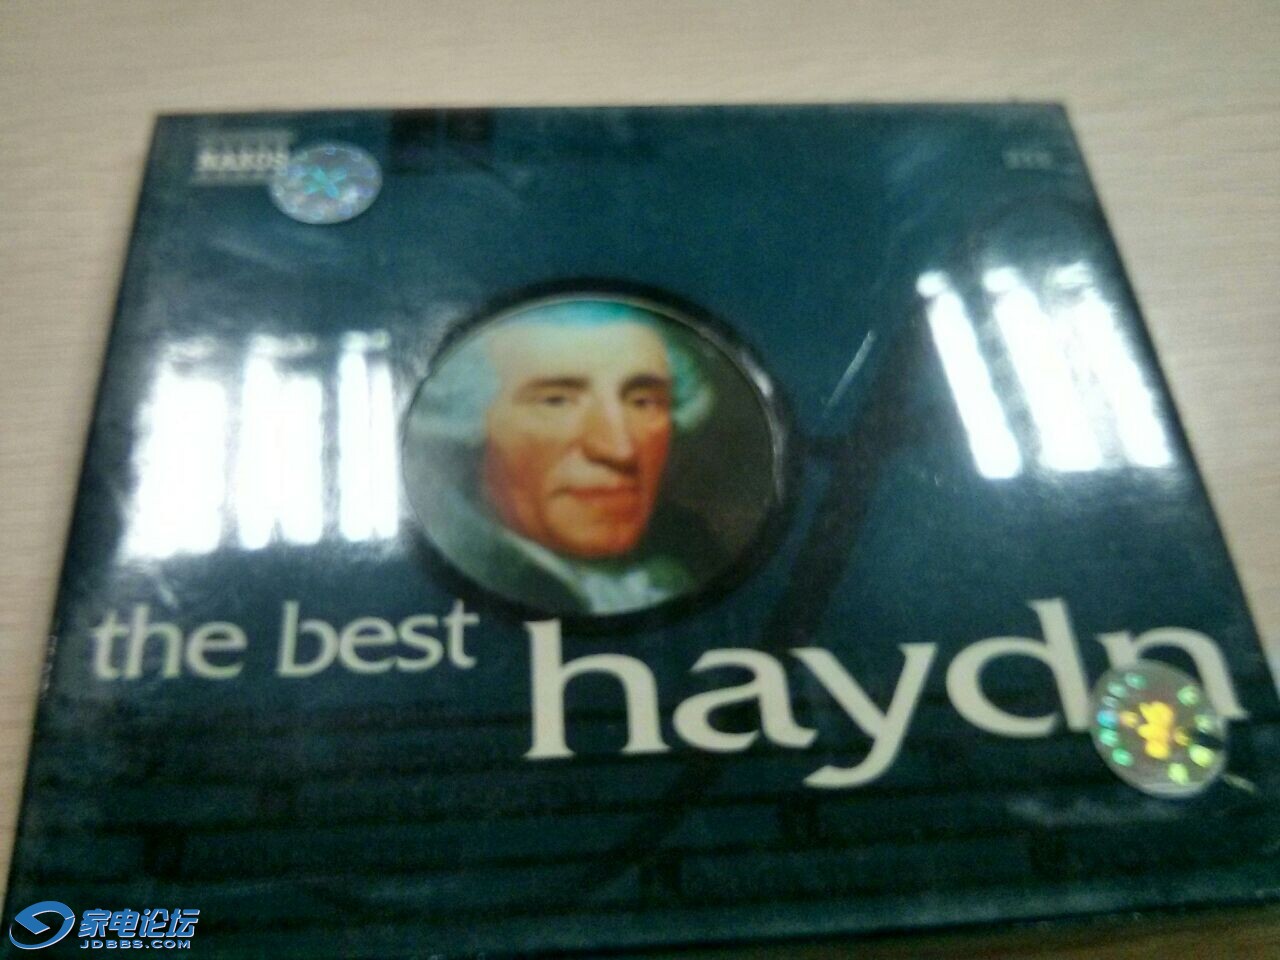 NAXOS
the best haydn
家电论坛
JDBBS.COM